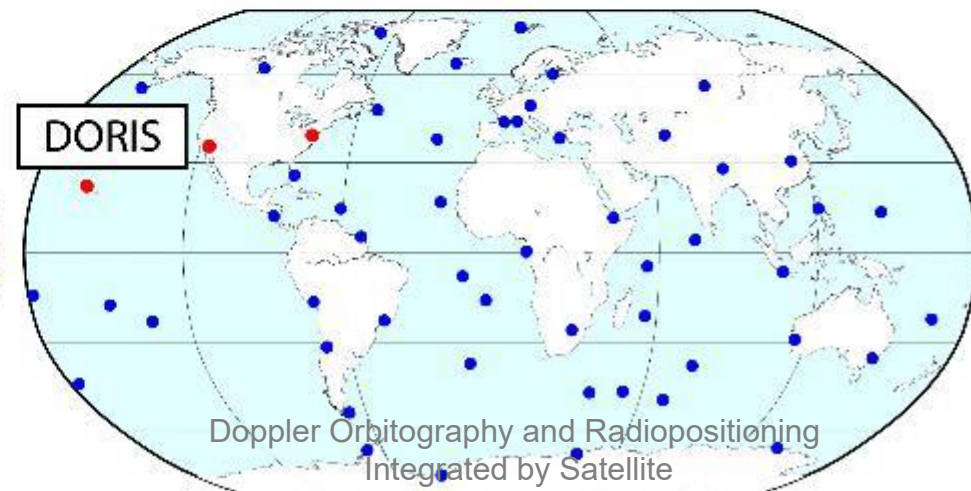 DORIS
Doppler Orbitography and Radiopositioning
Integrated by Satellite